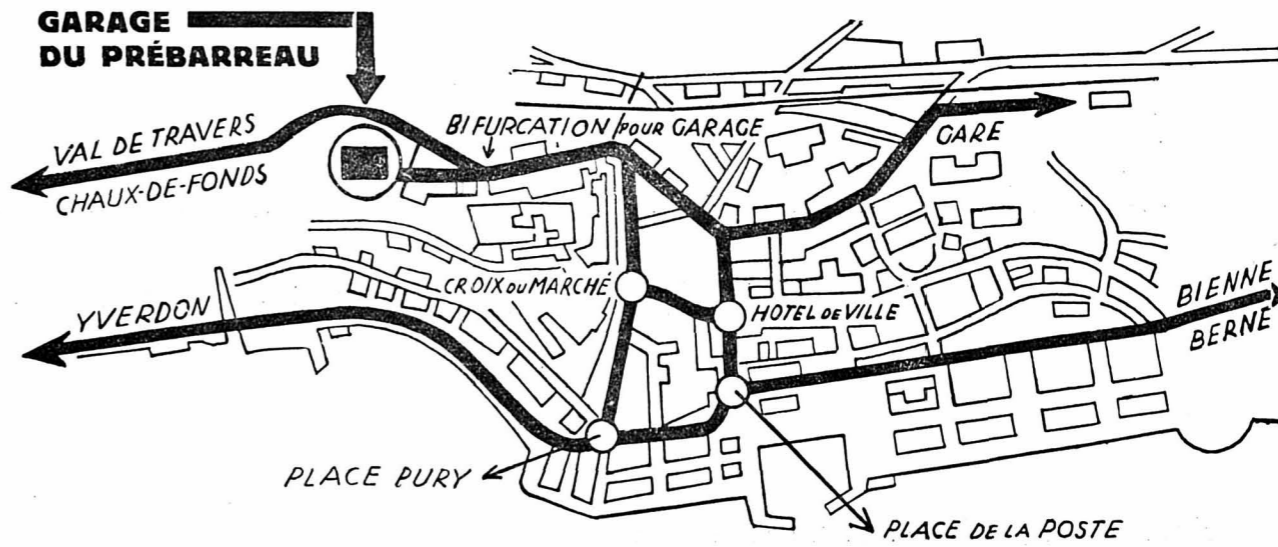 GARAGE
DU PRÉBARREAU
VAL DE TRAVERS
CHAUX-DE-FONDS
BIFURCATION POUR GARAGE
GARE
CROIX DU MARCHÉ
HOTEL DE VILLE
YVERDON
BIENNE
BERNE
PLACE PURY
PLACE DE LA POSTE